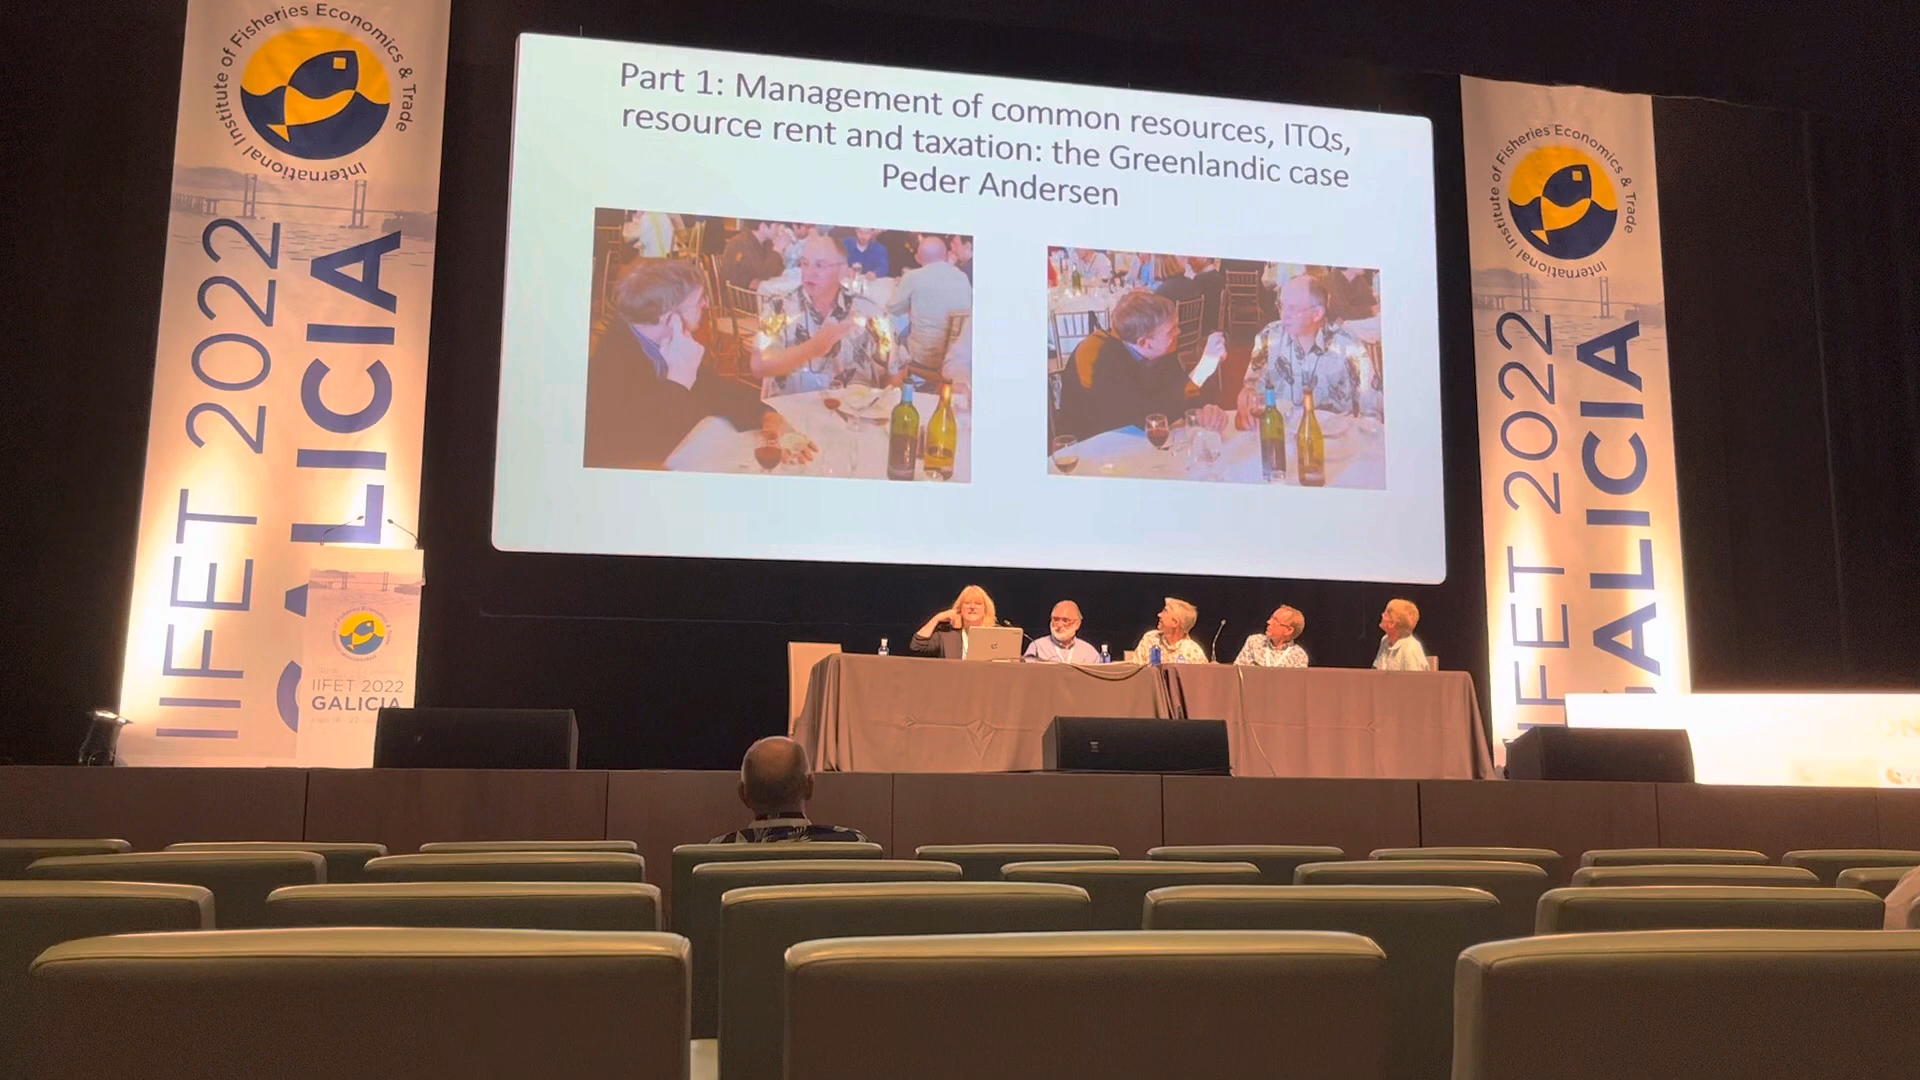 International Institute of Fisheries Economics & Trade
IIFET 2022
GALICIA
Part 1: Management of common resources, ITQs,
resource rent and taxation: the Greenlandic case
Peder Andersen
International Institute of Fisheries Economics & Trade
IIFET 2022
GALICIA
IIFET 2022
GALICIA